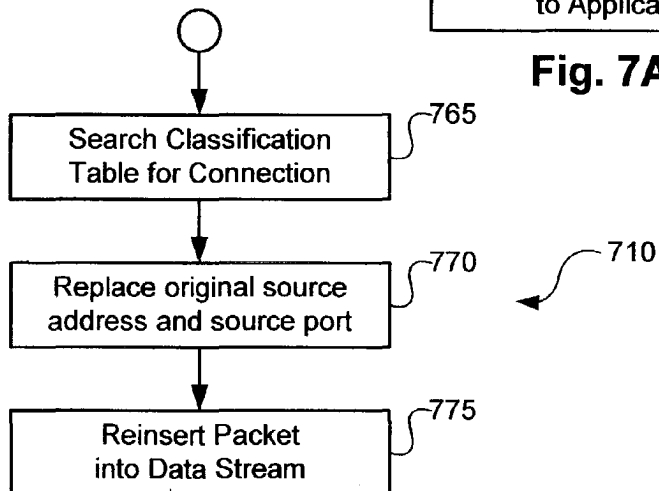 to Applica
Fig. 7A
765
Search Classification
Table for Connection
770
710
Replace original source
address and source port
775
Reinsert Packet
into Data Stream